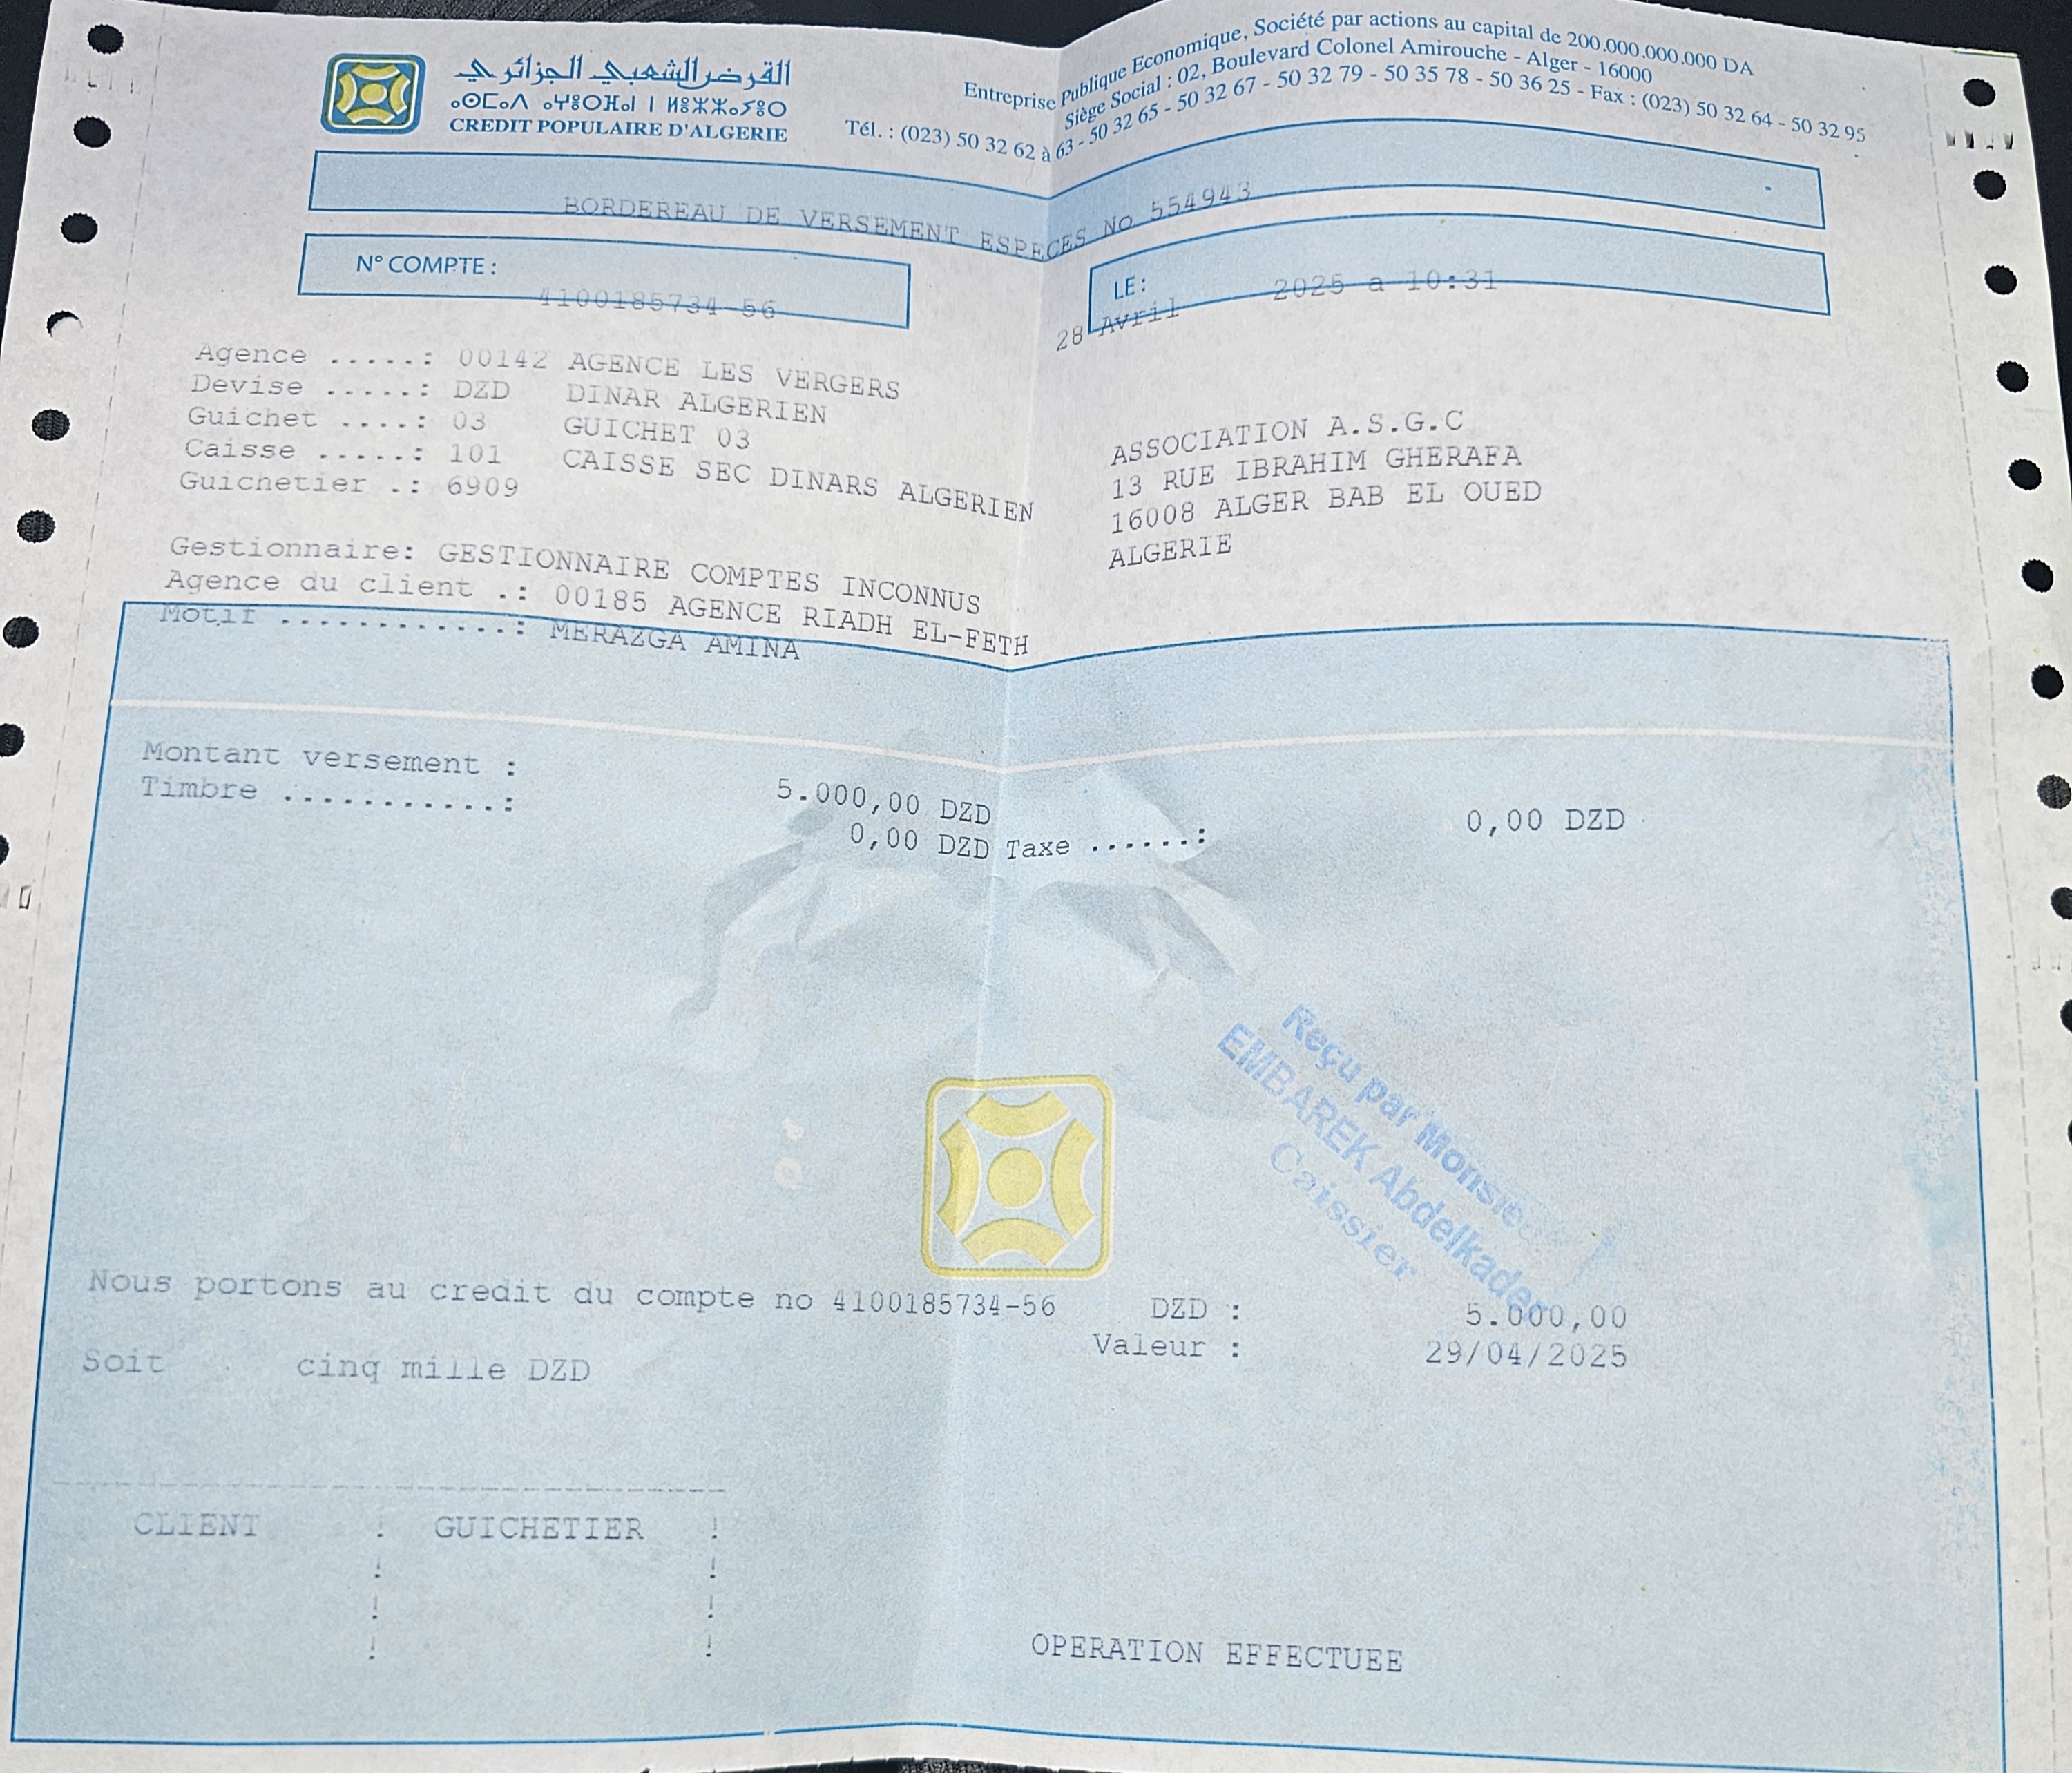 القرض الشعبي الجزائري
ⴰⵙⵎⴰⴷ ⴰⵖⵓⵔⴼⴰⵏ ⵏ ⵍⵣⵣⴰⵢⵓⵔ
CREDIT POPULAIRE D'ALGERIE
Entreprise Publique Economique, Société par actions au capital de 200.000.000.000 DA
Siège Social : 02, Boulevard Colonel Amirouche - Alger - 16000
Tél. : (023) 50 32 62 à 63 - 50 32 65 - 50 32 67 - 50 32 79 - 50 35 78 - 50 36 25 - Fax : (023) 50 32 64 - 50 32 95
BORDEREAU DE VERSEMENT ESPECES No 554943
N° COMPTE :
4100185734-56
LE :
28 Avril 2025 a 10:31
Agence .....: 00142 AGENCE LES VERGERS
Devise .....: DZD DINAR ALGERIEN
Guichet ....: 03 GUICHET 03
Caisse .....: 101 CAISSE SEC DINARS ALGERIEN
Guichetier .: 6909
ASSOCIATION A.S.G.C
13 RUE IBRAHIM GHERAFA
16008 ALGER BAB EL OUED
ALGERIE
Gestionnaire: GESTIONNAIRE COMPTES INCONNUS
Agence du client .: 00185 AGENCE RIADH EL-FETH
Motif ............: MERAZGA AMINA
Montant versement : 5.000,00 DZD
Timbre ............: 0,00 DZD Taxe ......: 0,00 DZD
Reçu par Monsieur
EMBAREK Abdelkader
Caissier
Nous portons au credit du compte no 4100185734-56 DZD : 5.000,00
Valeur : 29/04/2025
Soit cinq mille DZD
CLIENT ! GUICHETIER !
OPERATION EFFECTUEE